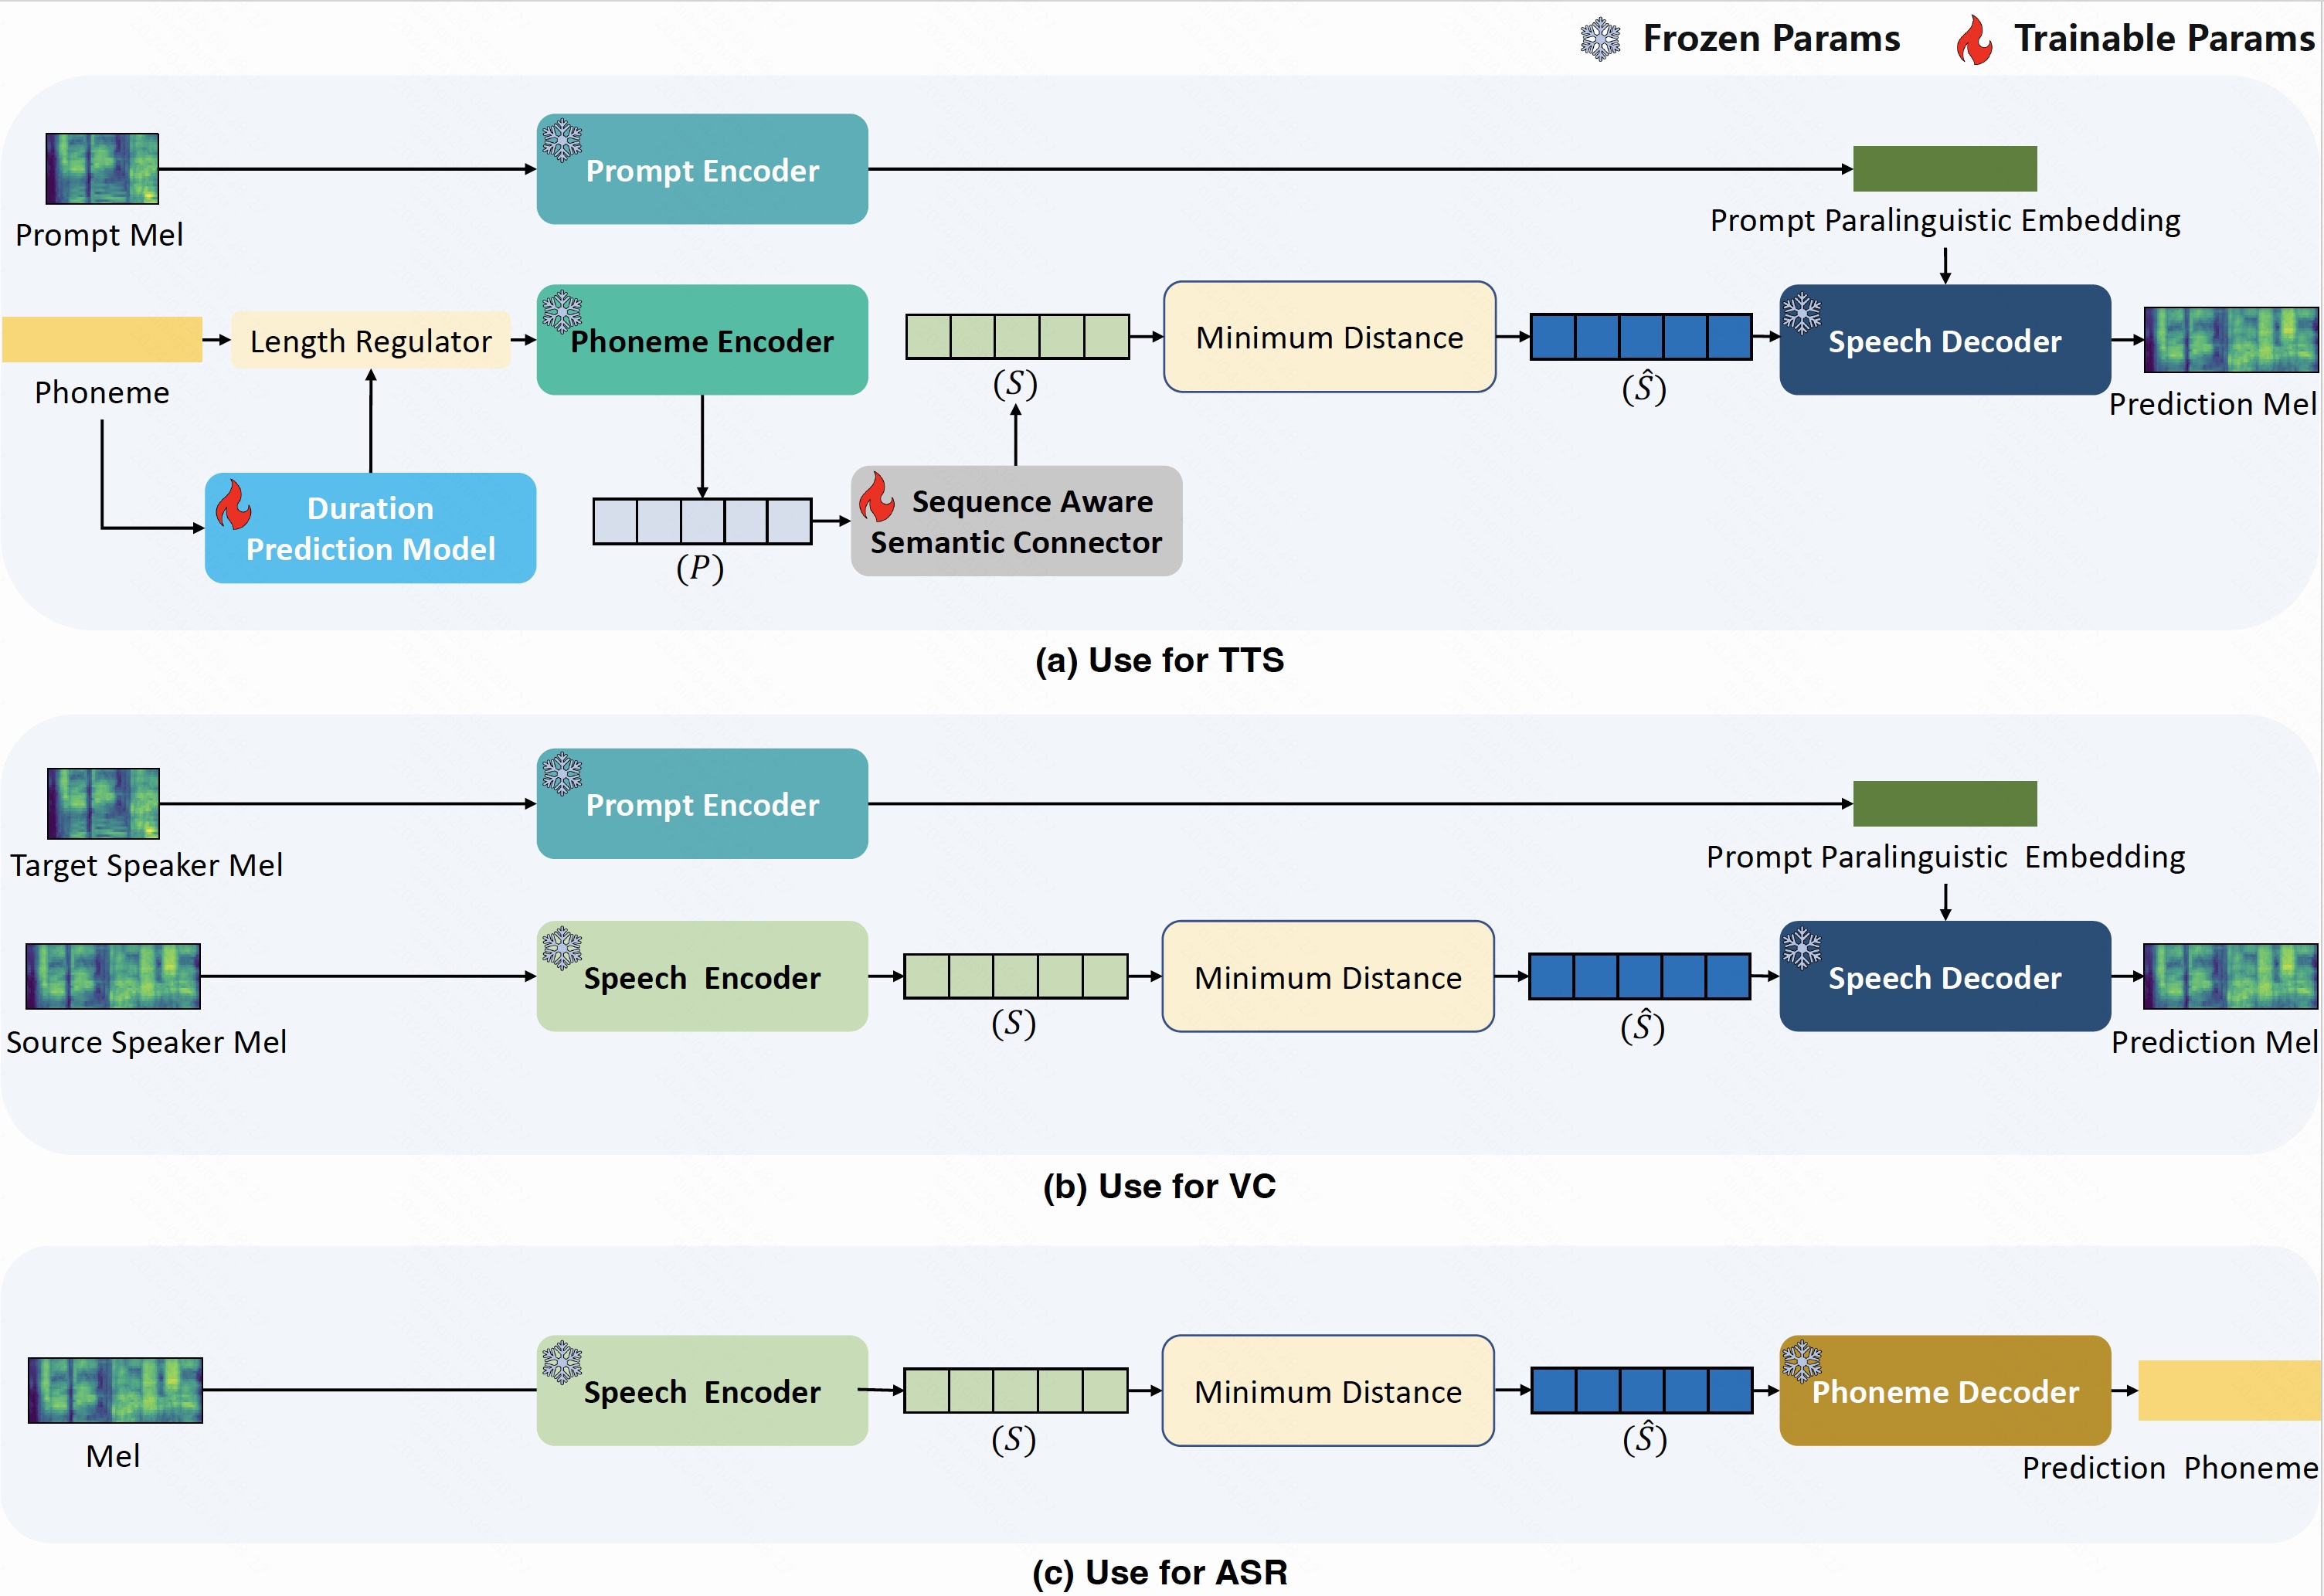 Frozen Params
Trainable Params
Prompt Encoder
Prompt Mel
Prompt Paralinguistic Embedding
Length Regulator
Phoneme Encoder
Minimum Distance
Speech Decoder
(S)
(Ŝ)
Phoneme
Prediction Mel
Duration
Prediction Model
Sequence Aware
Semantic Connector
(P)
(a) Use for TTS
Prompt Encoder
Target Speaker Mel
Prompt Paralinguistic Embedding
Speech Encoder
Minimum Distance
Speech Decoder
(S)
(Ŝ)
Source Speaker Mel
Prediction Mel
(b) Use for VC
Speech Encoder
Minimum Distance
Phoneme Decoder
(S)
(Ŝ)
Mel
Prediction Phoneme
(c) Use for ASR